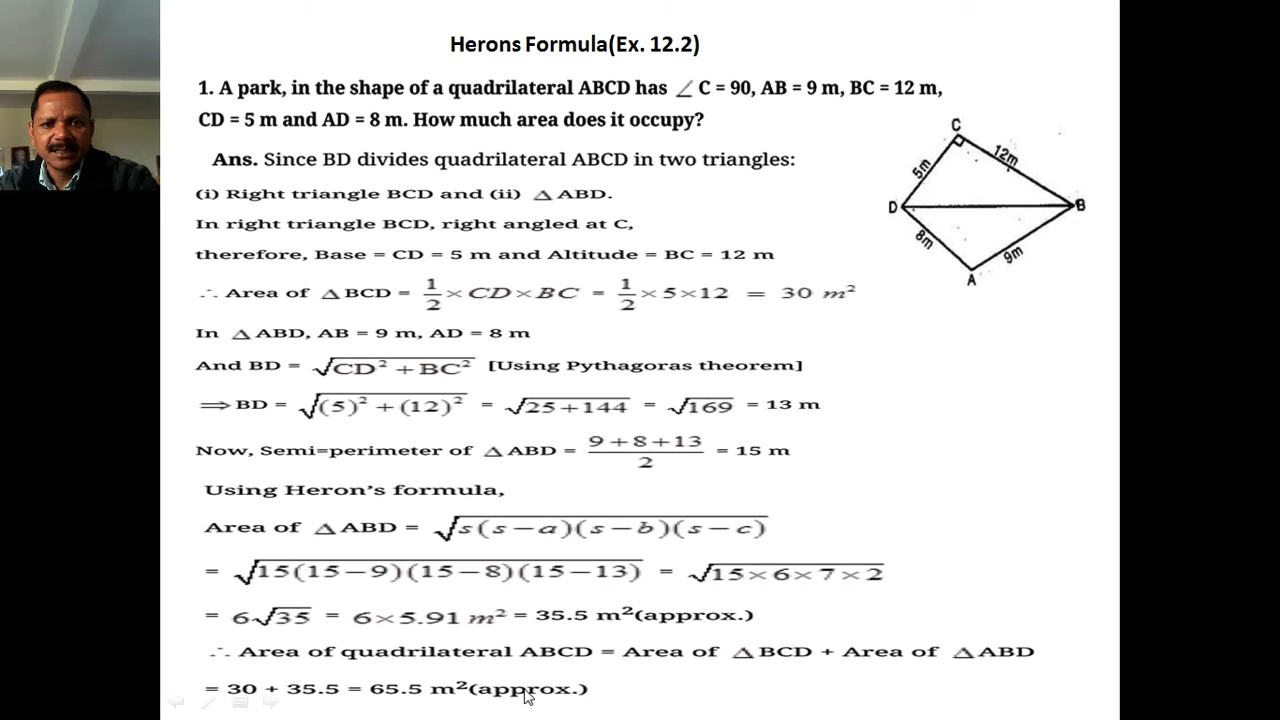 Herons Formula(Ex. 12.2)
1. A park, in the shape of a quadrilateral ABCD has ∠C = 90, AB = 9 m, BC = 12 m,
CD = 5 m and AD = 8 m. How much area does it occupy?
Ans. Since BD divides quadrilateral ABCD in two triangles:
(i) Right triangle BCD and (ii) △ABD.
In right triangle BCD, right angled at C,
therefore, Base = CD = 5 m and Altitude = BC = 12 m
∴ Area of △BCD = 1/2 × CD × BC = 1/2 × 5 × 12 = 30 m²
In △ABD, AB = 9 m, AD = 8 m
And BD = √(CD² + BC²) [Using Pythagoras theorem]
⟹ BD = √((5)² + (12)²) = √(25 + 144) = √169 = 13 m
Now, Semi=perimeter of △ABD = (9 + 8 + 13)/2 = 15 m
Using Heron's formula,
Area of △ABD = √(s(s − a)(s − b)(s − c))
= √(15(15 − 9)(15 − 8)(15 − 13)) = √(15 × 6 × 7 × 2)
= 6√35 = 6 × 5.91 m² = 35.5 m²(approx.)
∴ Area of quadrilateral ABCD = Area of △BCD + Area of △ABD
= 30 + 35.5 = 65.5 m²(approx.)
C
5m
12m
D
B
8m
9m
A